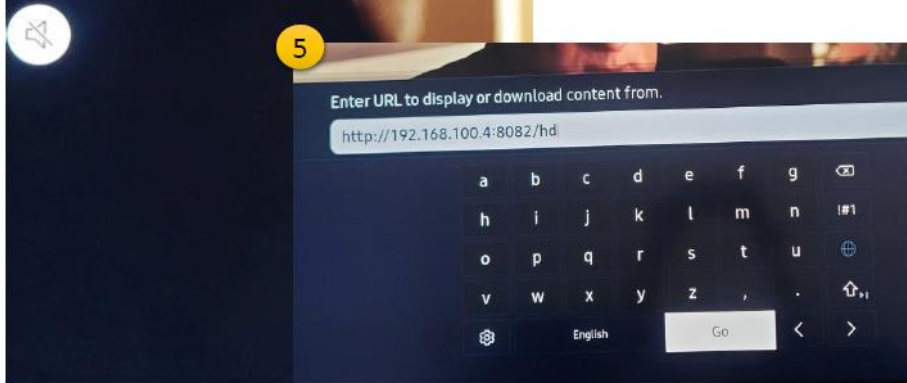 5
Enter URL to display or download content from.
http://192.168.100.4:8082/hd
a b c d e f g
h i j k l m n !#1
o p q r s t u
v w x y z , .
English Go < >